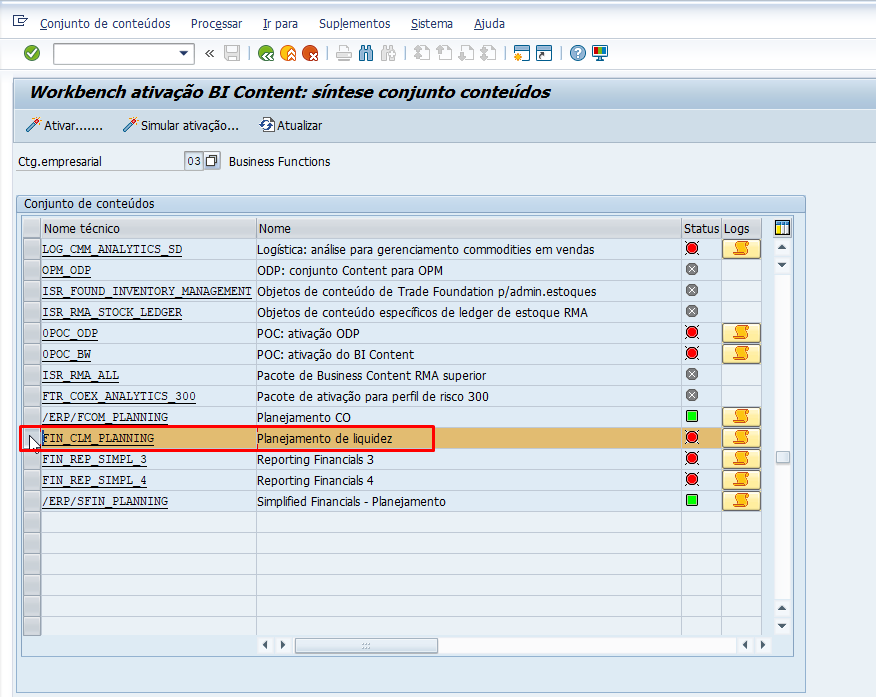 Conjunto de conteúdos Processar Ir para Suplementos Sistema Ajuda
Workbench ativação BI Content: síntese conjunto conteúdos
Ativar....... Simular ativação... Atualizar
Ctg.empresarial 03 Business Functions
Conjunto de conteúdos
Nome técnico Nome Status Logs
LOG_CMM_ANALYTICS_SD Logística: análise para gerenciamento commodities em vendas
OPM_ODP ODP: conjunto Content para OPM
ISR_FOUND_INVENTORY_MANAGEMENT Objetos de conteúdo de Trade Foundation p/admin.estoques
ISR_RMA_STOCK_LEDGER Objetos de conteúdo específicos de ledger de estoque RMA
0POC_ODP POC: ativação ODP
0POC_BW POC: ativação do BI Content
ISR_RMA_ALL Pacote de Business Content RMA superior
FTR_COEX_ANALYTICS_300 Pacote de ativação para perfil de risco 300
/ERP/FCOM_PLANNING Planejamento CO
FIN_CLM_PLANNING Planejamento de liquidez
FIN_REP_SIMPL_3 Reporting Financials 3
FIN_REP_SIMPL_4 Reporting Financials 4
/ERP/SFIN_PLANNING Simplified Financials - Planejamento